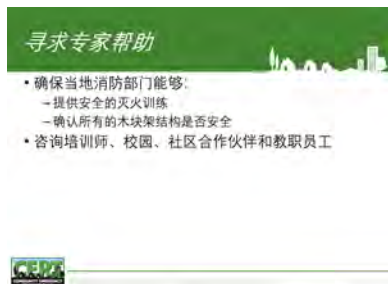 寻求专家帮助
• 确保当地消防部门能够:
–提供安全的灭火训练
–确认所有的木块架结构是否安全
• 咨询培训师、校园、社区合作伙伴和教职员工
CERT